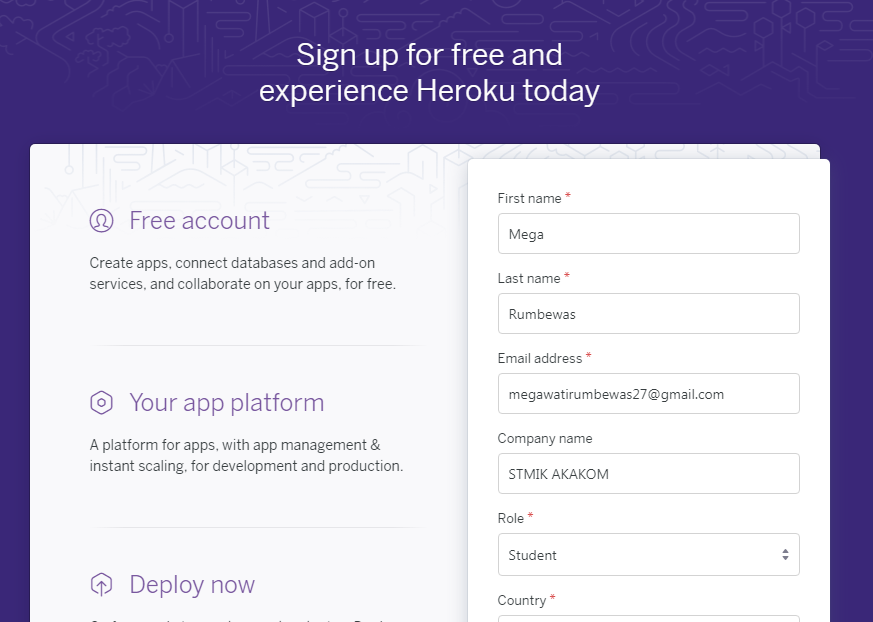 Sign up for free and
experience Heroku today
Free account
Create apps, connect databases and add-on
services, and collaborate on your apps, for free.
Your app platform
A platform for apps, with app management &
instant scaling, for development and production.
Deploy now
First name *
Mega
Last name *
Rumbewas
Email address *
megawatirumbewas27@gmail.com
Company name
STMIK AKAKOM
Role *
Student
Country *